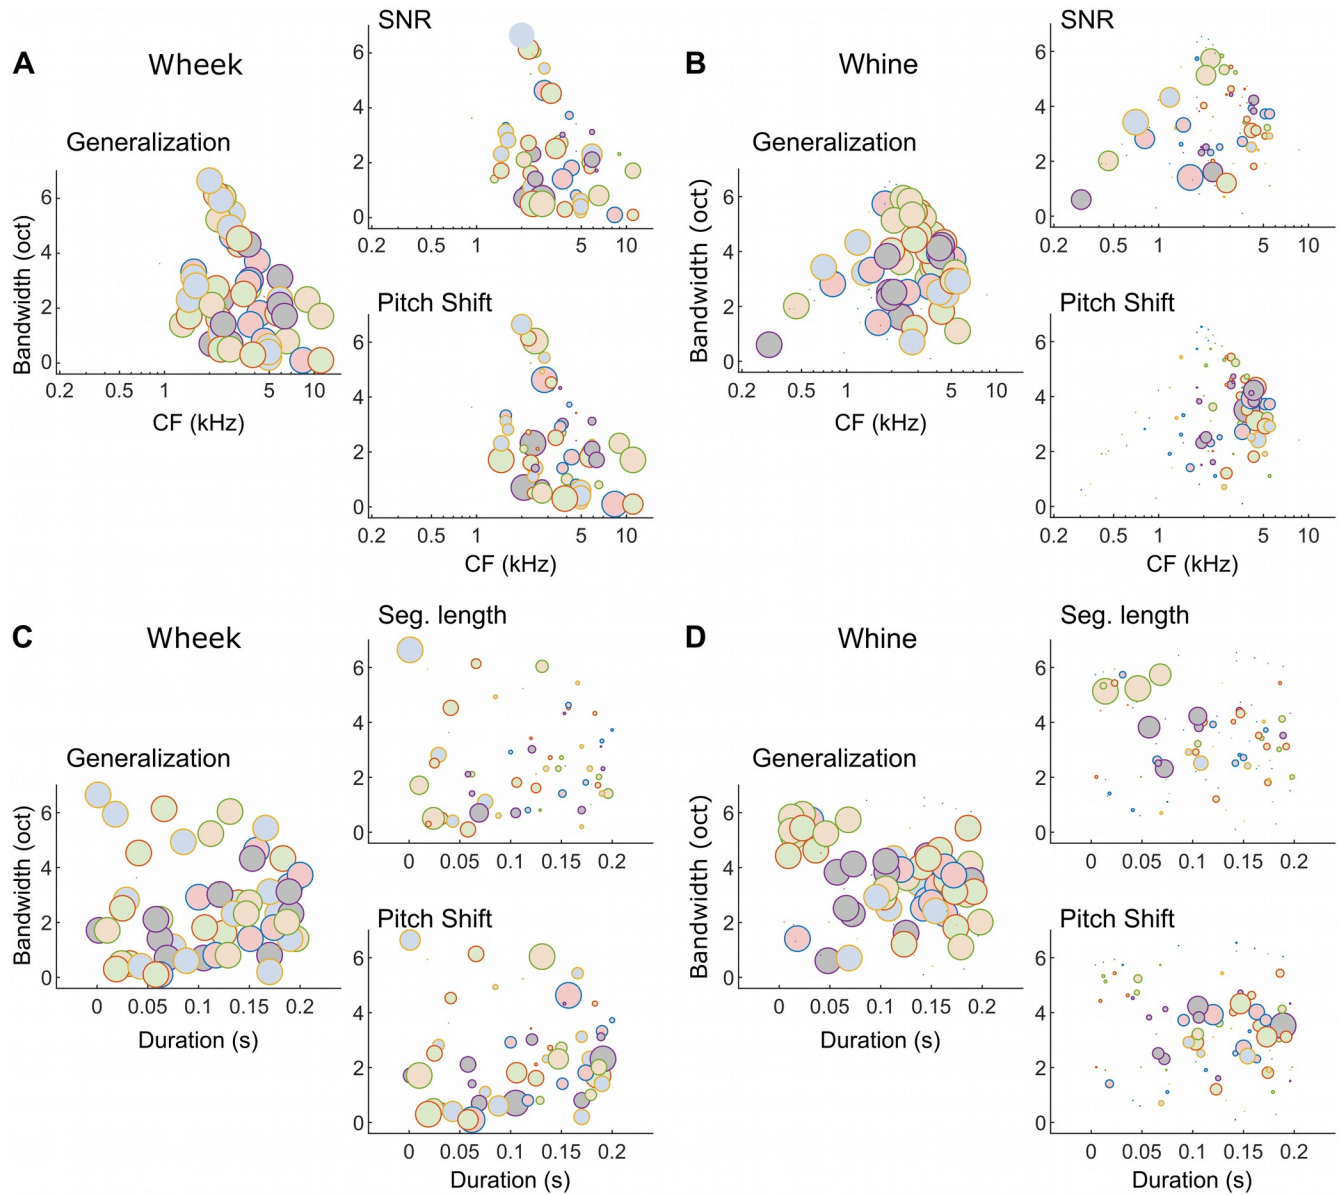 A
Wheek
SNR
6
4
2
0
0.2 0.5 1 5 10
Generalization
Bandwidth (oct)
6
4
2
0
0.2 0.5 1 5 10
CF (kHz)
Pitch Shift
6
4
2
0
0.2 0.5 1 5 10
CF (kHz)
B
Whine
SNR
6
4
2
0
0.2 0.5 1 5 10
Generalization
Bandwidth (oct)
6
4
2
0
0.2 0.5 1 5 10
CF (kHz)
Pitch Shift
6
4
2
0
0.2 0.5 1 5 10
CF (kHz)
C
Wheek
Seg. length
6
4
2
0
0 0.05 0.1 0.15 0.2
Generalization
Bandwidth (oct)
6
4
2
0
0 0.05 0.1 0.15 0.2
Duration (s)
Pitch Shift
6
4
2
0
0 0.05 0.1 0.15 0.2
Duration (s)
D
Whine
Seg. length
6
4
2
0
0 0.05 0.1 0.15 0.2
Generalization
Bandwidth (oct)
6
4
2
0
0 0.05 0.1 0.15 0.2
Duration (s)
Pitch Shift
6
4
2
0
0 0.05 0.1 0.15 0.2
Duration (s)